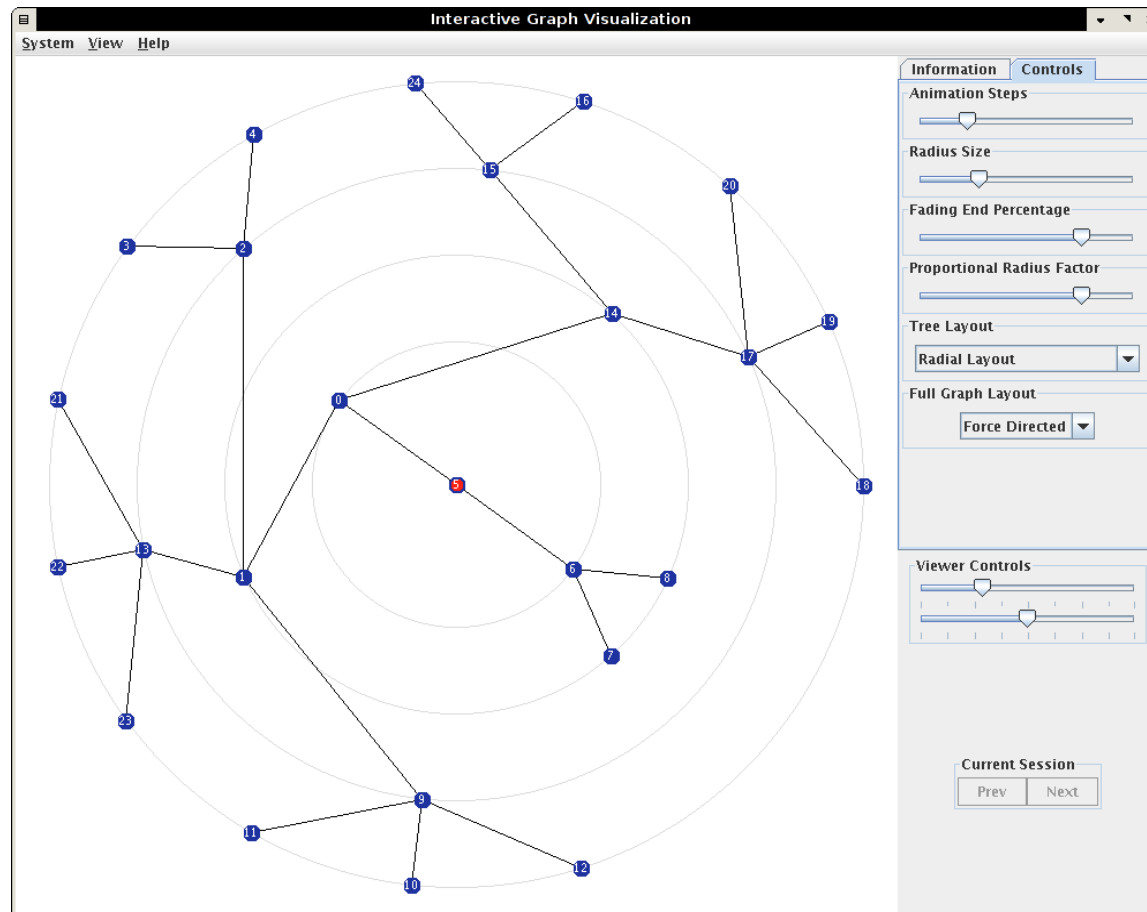 Interactive Graph Visualization
System View Help
Information Controls
Animation Steps
Radius Size
Fading End Percentage
Proportional Radius Factor
Tree Layout
Radial Layout
Full Graph Layout
Force Directed
Viewer Controls
Current Session
Prev Next
24
16
4
15
20
3
2
14
19
17
21
0
5
18
13
22
1
6
8
7
23
9
11
12
10